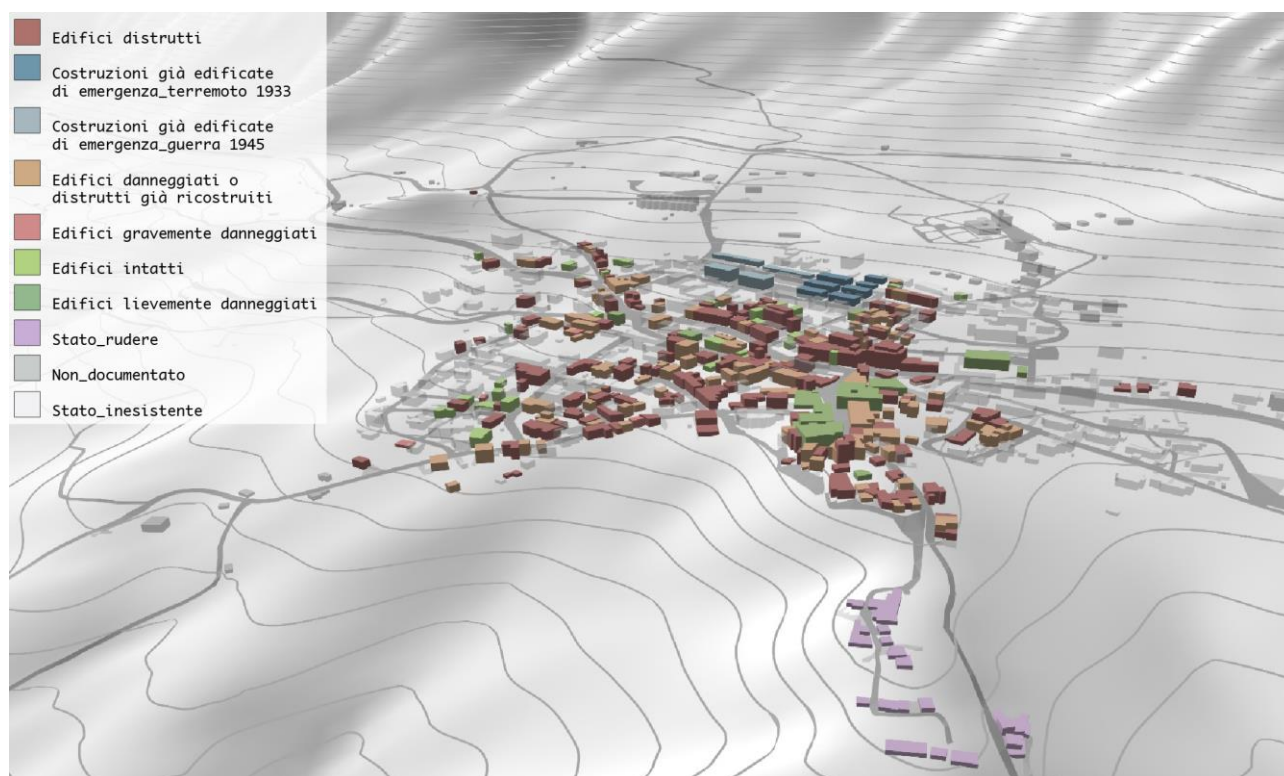 Edifici distrutti
Costruzioni già edificate
di emergenza_terremoto 1933
Costruzioni già edificate
di emergenza_guerra 1945
Edifici danneggiati o
distrutti già ricostruiti
Edifici gravemente danneggiati
Edifici intatti
Edifici lievemente danneggiati
Stato_rudere
Non_documentato
Stato_inesistente